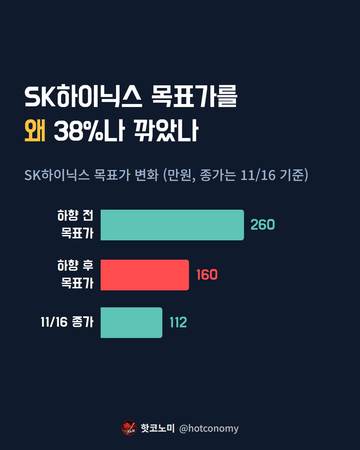 SK하이닉스 목표가를
왜 38%나 깎았나
SK하이닉스 목표가 변화 (만원, 종가는 11/16 기준)
하향 전
목표가
260
하향 후
목표가
160
11/16 종가
112
핫코노미 @hotconomy